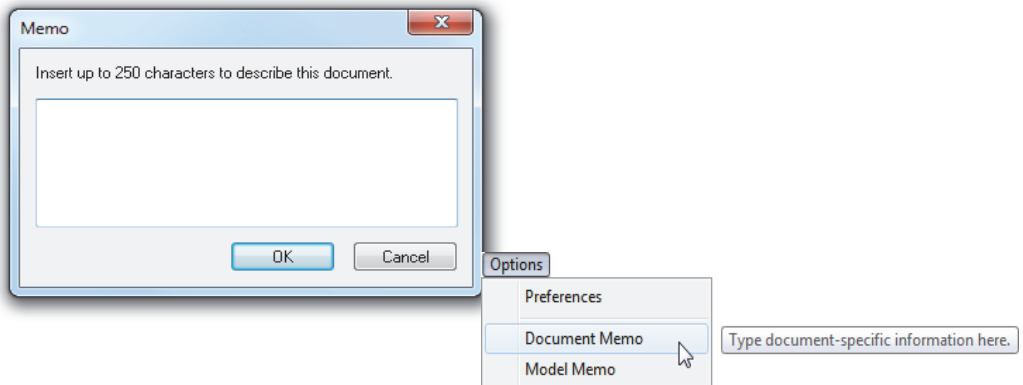 Memo
Insert up to 250 characters to describe this document.
OK
Cancel
Options
Preferences
Document Memo
Type document-specific information here.
Model Memo